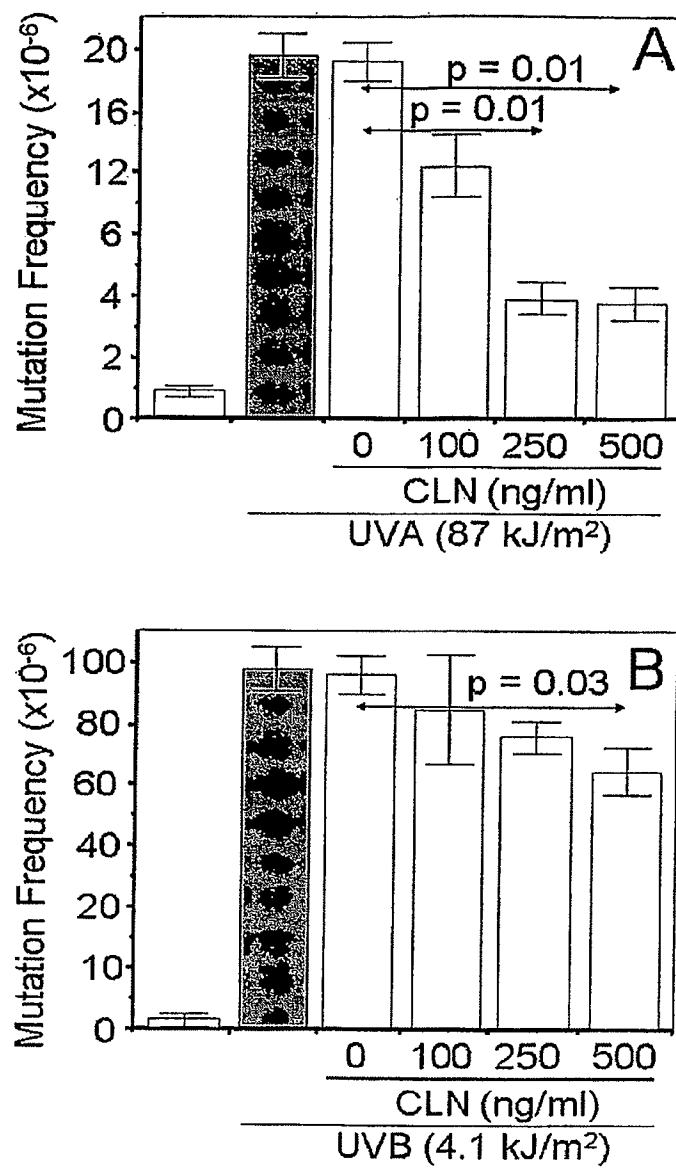 A
Mutation Frequency (x10⁻⁶)
20
16
12
6
4
2
0
p = 0.01
p = 0.01
0 100 250 500
CLN (ng/ml)
UVA (87 kJ/m²)
B
Mutation Frequency (x10⁻⁶)
100
80
60
40
20
10
0
p = 0.03
0 100 250 500
CLN (ng/ml)
UVB (4.1 kJ/m²)